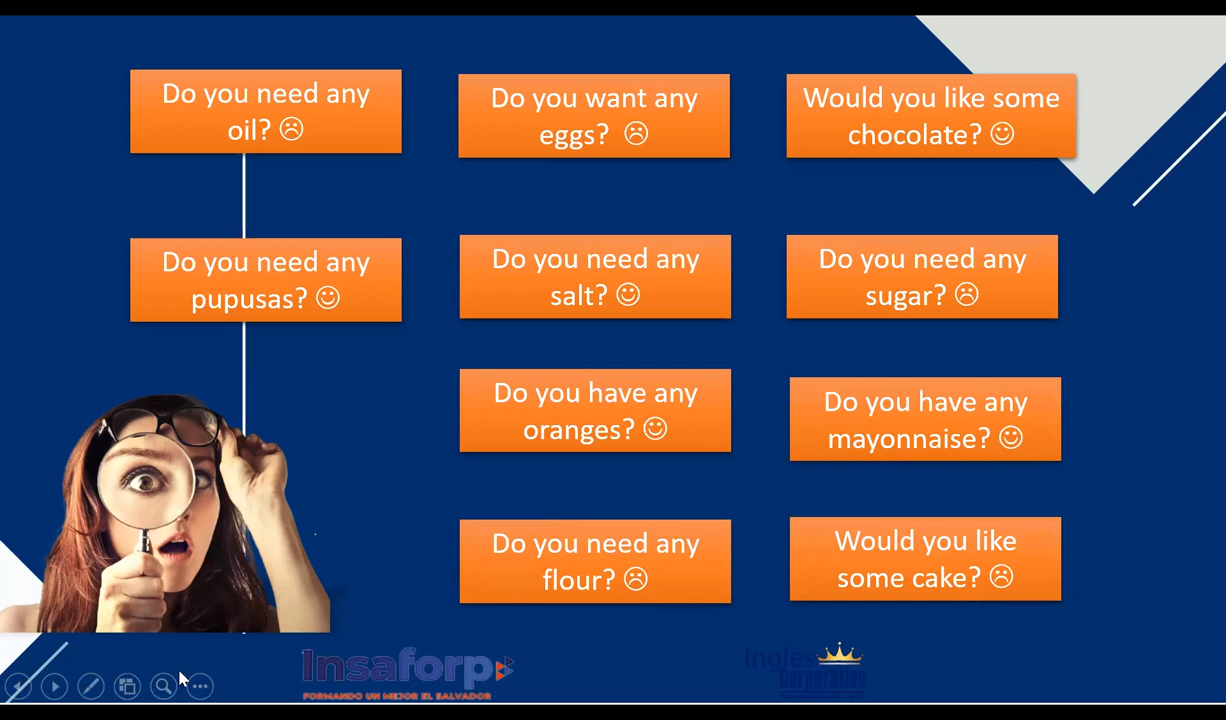 Do you need any
oil? ☹
Do you want any
eggs? ☹
Would you like some
chocolate? ☺
Do you need any
pupusas? ☺
Do you need any
salt? ☺
Do you need any
sugar? ☹
Do you have any
oranges? ☺
Do you have any
mayonnaise? ☺
Do you need any
flour? ☹
Would you like
some cake? ☹
Insaforp
FORMANDO UN MEJOR EL SALVADOR
Inglés
Corporativo